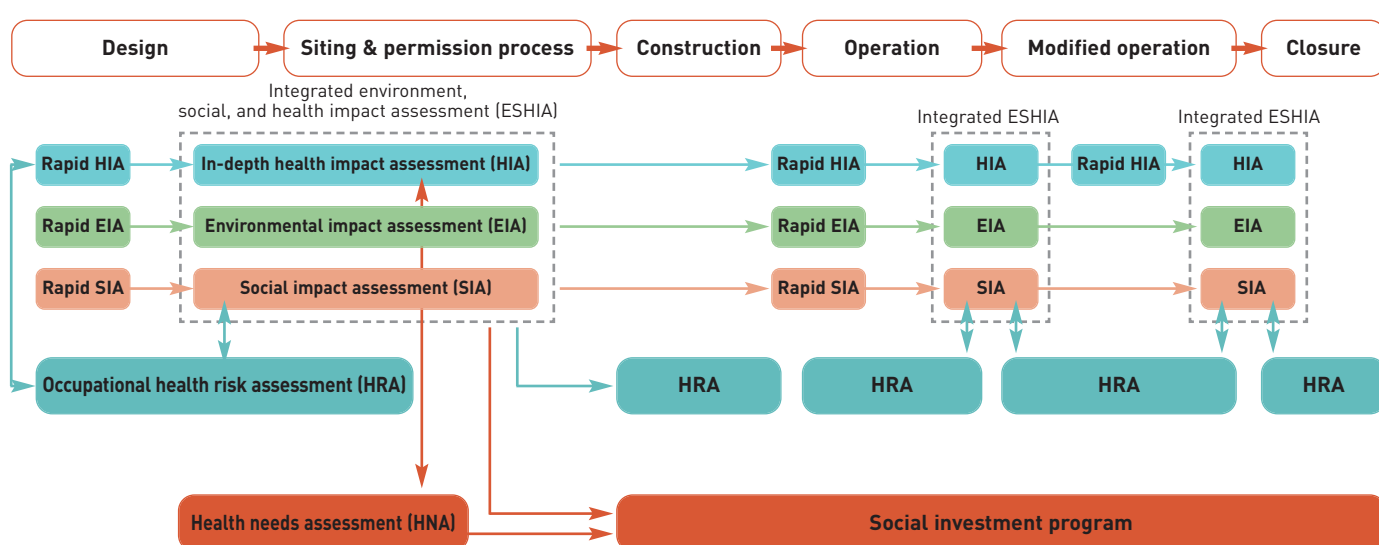 Design
Siting & permission process
Construction
Operation
Modified operation
Closure
Integrated environment,
social, and health impact assessment (ESHIA)
Integrated ESHIA
Integrated ESHIA
Rapid HIA
In-depth health impact assessment (HIA)
Rapid HIA
HIA
Rapid HIA
HIA
Rapid EIA
Environmental impact assessment (EIA)
Rapid EIA
EIA
EIA
Rapid SIA
Social impact assessment (SIA)
Rapid SIA
SIA
SIA
Occupational health risk assessment (HRA)
HRA
HRA
HRA
HRA
Health needs assessment (HNA)
Social investment program